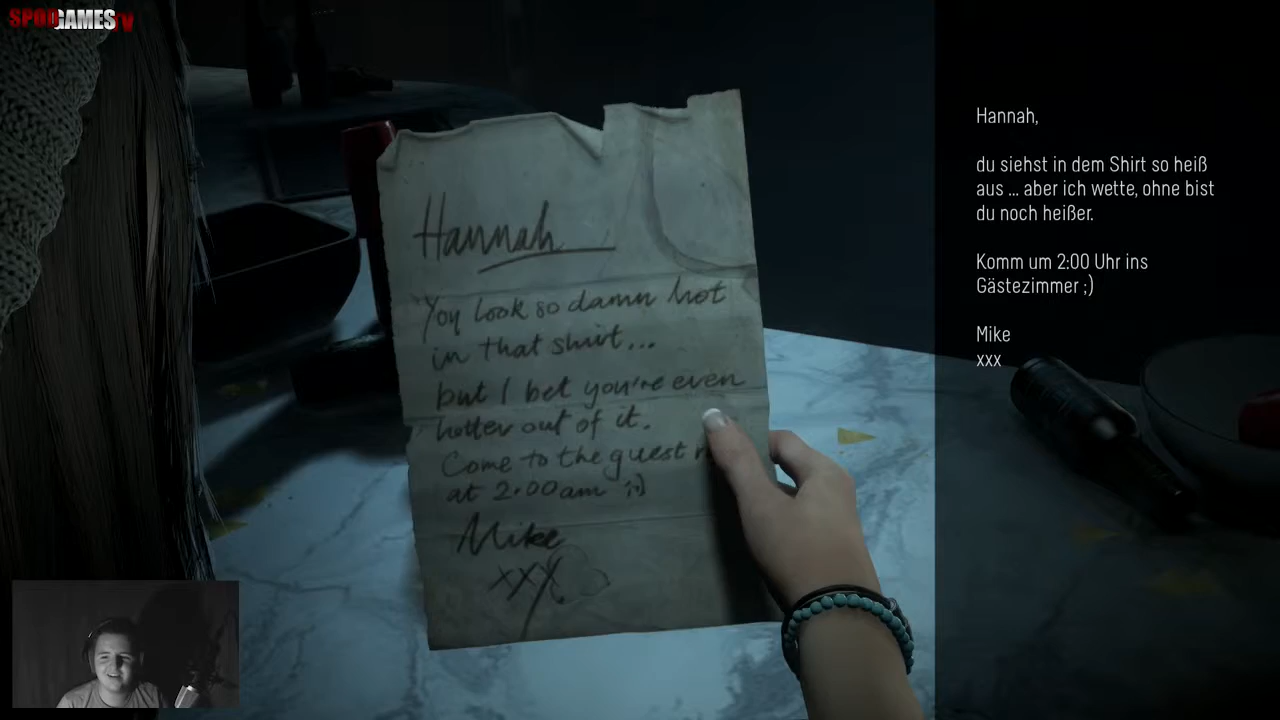 SPODGAMESTV
Hannah
You look so damn hot
in that shirt...
but I bet you're even
hotter out of it.
Come to the guest
at 2.00am ;)
Mike
xxx
Hannah,
du siehst in dem Shirt so heiß
aus ... aber ich wette, ohne bist
du noch heißer.
Komm um 2:00 Uhr ins
Gästezimmer ;)
Mike
xxx